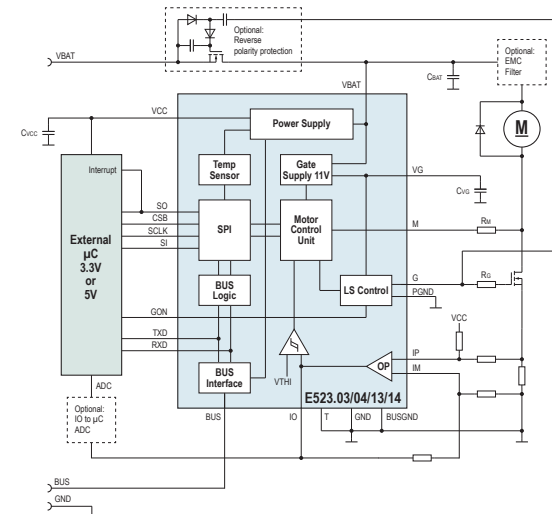 Optional:
Reverse
polarity protection
VBAT
Optional:
EMC
Filter
VBAT
CBAT
VCC
CVCC
Power Supply
M
Interrupt
Temp
Sensor
Gate
Supply 11V
VG
CVG
SO
CSB
SCLK
SI
SPI
Motor
Control
Unit
M
RM
External
µC
3.3V
or
5V
BUS
Logic
LS Control
G
RG
PGND
GON
VCC
TXD
RXD
IP
IM
OP
VTHI
BUS
Interface
E523.03/04/13/14
ADC
BUS
IO
T
GND
BUSGND
Optional:
IO to µC
ADC
BUS
GND